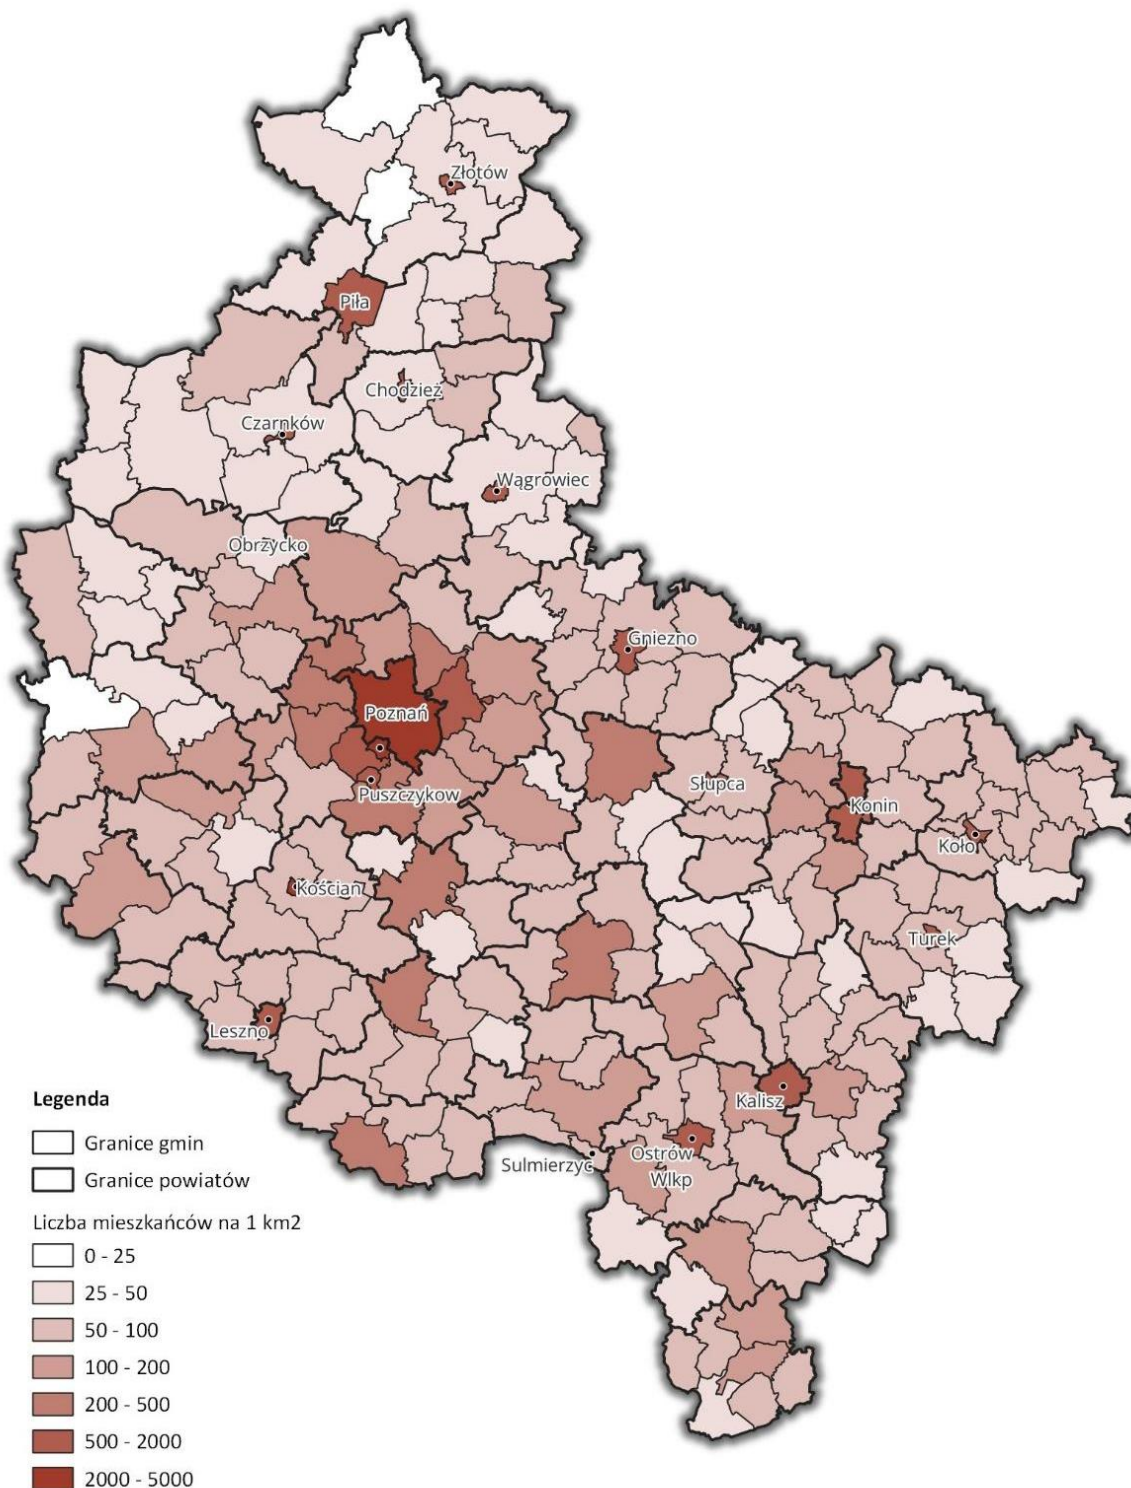 Złotów
Piła
Chodzież
Czarnków
Wągrowiec
Obrzycko
Gniezno
Poznań
Puszczykow
Słupca
Konin
Koło
Kościan
Turek
Leszno
Kalisz
Ostrów
Wlkp
Sulmierzyc
Legenda
Granice gmin
Granice powiatów
Liczba mieszkańców na 1 km2
0 - 25
25 - 50
50 - 100
100 - 200
200 - 500
500 - 2000
2000 - 5000